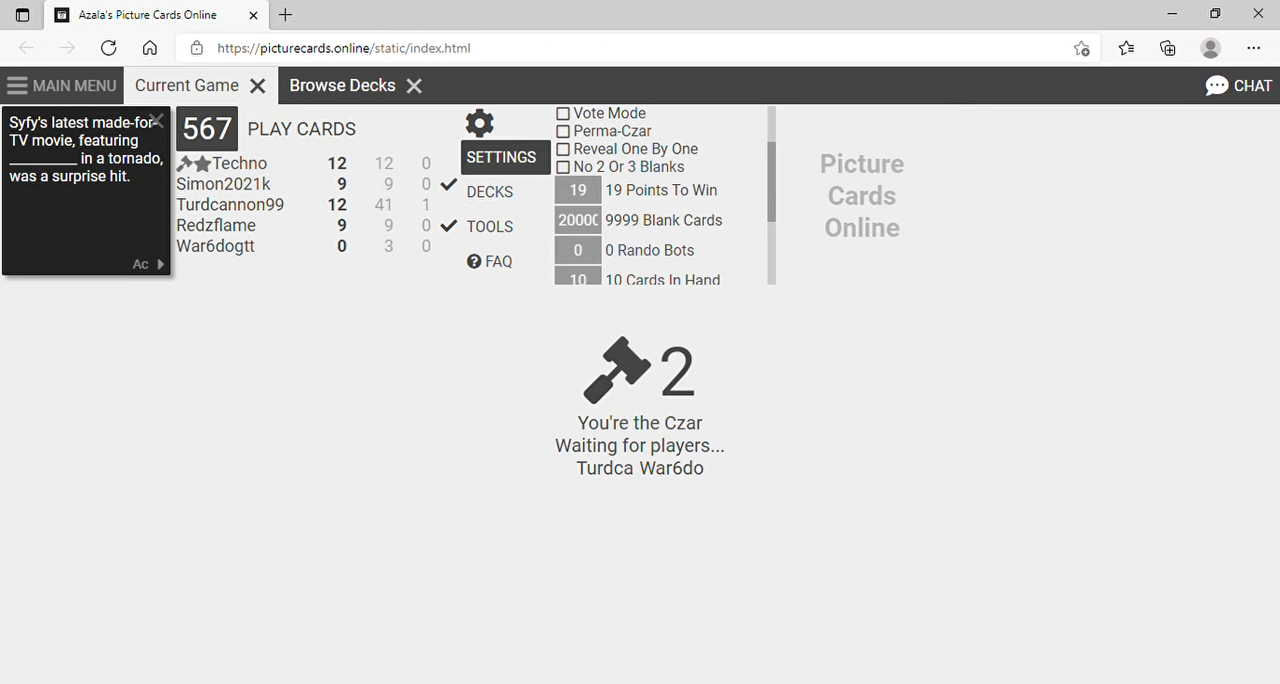 Azala's Picture Cards Online
https://picturecards.online/static/index.html
MAIN MENU
Current Game
Browse Decks
CHAT
Syfy's latest made-for-
TV movie, featuring
_________ in a tornado,
was a surprise hit.
Ac
567 PLAY CARDS
Techno 12 12 0
Simon2021k 9 9 0
Turdcannon99 12 41 1
Redzflame 9 9 0
War6dogtt 0 3 0
SETTINGS
DECKS
TOOLS
FAQ
Vote Mode
Perma-Czar
Reveal One By One
No 2 Or 3 Blanks
19 19 Points To Win
2000 9999 Blank Cards
0 0 Rando Bots
10 10 Cards In Hand
Picture
Cards
Online
2
You're the Czar
Waiting for players...
Turdca War6do